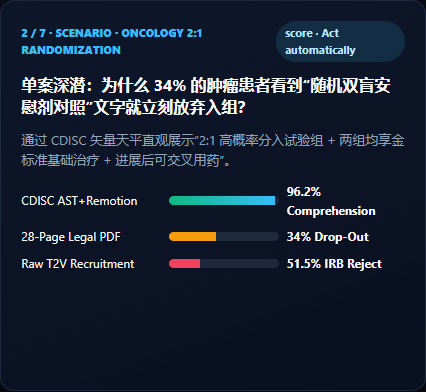 2 / 7 · SCENARIO · ONCOLOGY 2:1
RANDOMIZATION
score · Act
automatically
单案深潜：为什么 34% 的肿瘤患者看到“随机双盲安
慰剂对照”文字就立刻放弃入组？
通过 CDISC 矢量天平直观展示“2:1 高概率分入试验组 + 两组均享金
标准基础治疗 + 进展后可交叉用药”。
CDISC AST+Remotion
96.2%
Comprehension
28-Page Legal PDF
34% Drop-Out
Raw T2V Recruitment
51.5% IRB Reject